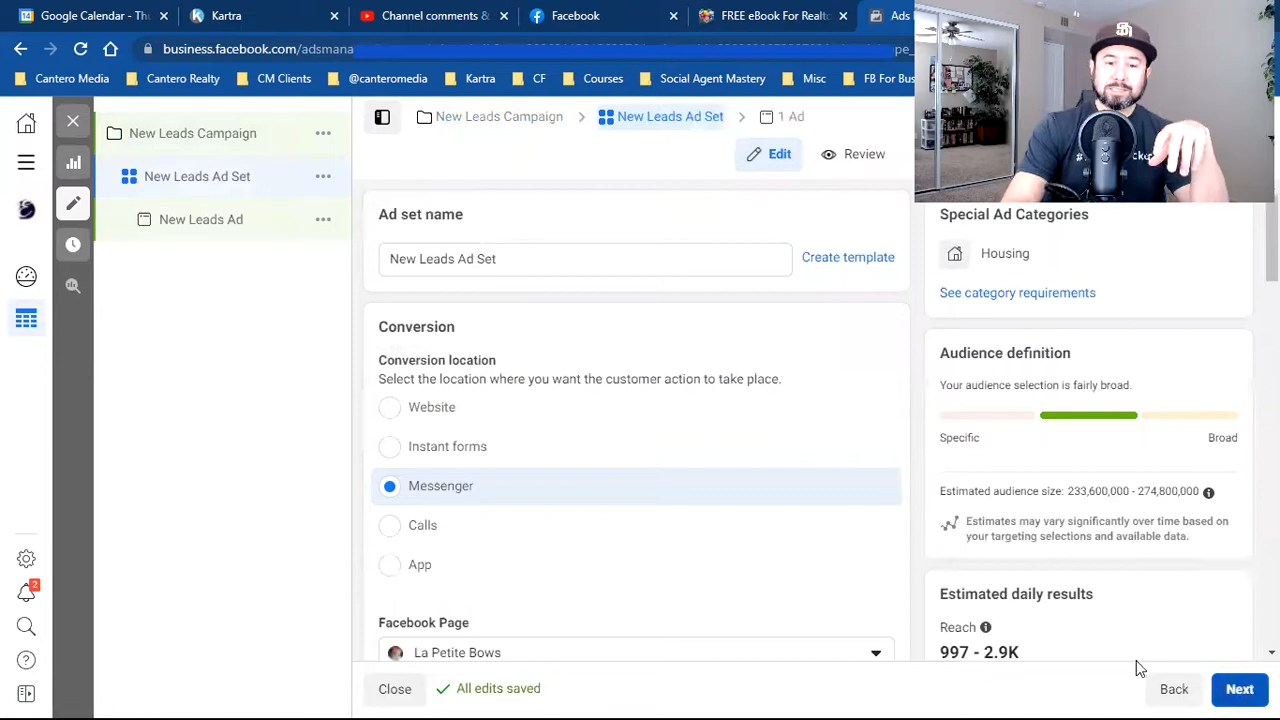 Google Calendar - Thu
Kartra
Channel comment
Facebook
FREE eBook For Realto
Ads
business.facebook.com/adsmana
Cantero Media
Cantero Realty
CM Clients
@canterome
Kartra
CF
Courses
Social Agent Mastery
Misc
FB For Bus
New Leads Campaign
New Leads Ad Set
New Leads Ad
New Leads Campaign
New Leads Ad Set
1 Ad
Edit
Review
Ad set name
New Leads Ad Set
Create template
Conversion
Conversion location
Select the location where you want the customer action to take place.
Website
Instant forms
Messenger
Calls
App
Facebook Page
La Petite Bows
Special Ad Categories
Housing
See category requirements
Audience definition
Your audience selection is fairly broad.
Specific
Broad
Estimated audience size: 233,600,000 - 274,800,000
Estimates may vary significantly over time based on
your targeting selections and available data.
Estimated daily results
Reach
997 - 2.9K
2
Close
All edits saved
Back
Next